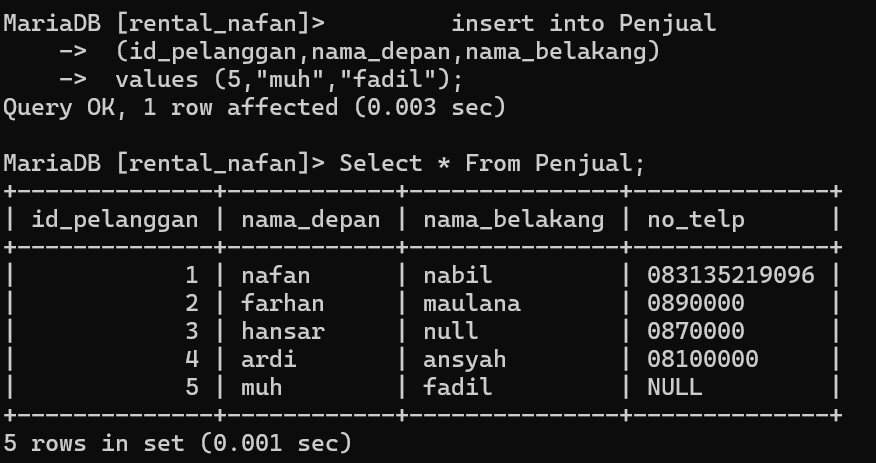 MariaDB [rental_nafan]>         insert into Penjual
    ->  (id_pelanggan,nama_depan,nama_belakang)
    ->  values (5,"muh","fadil");
Query OK, 1 row affected (0.003 sec)

MariaDB [rental_nafan]> Select * From Penjual;
+--------------+------------+---------------+--------------+
| id_pelanggan | nama_depan | nama_belakang | no_telp      |
+--------------+------------+---------------+--------------+
|            1 | nafan      | nabil         | 083135219096 |
|            2 | farhan     | maulana       | 0890000      |
|            3 | hansar     | null          | 0870000      |
|            4 | ardi       | ansyah        | 08100000     |
|            5 | muh        | fadil         | NULL         |
+--------------+------------+---------------+--------------+
5 rows in set (0.001 sec)